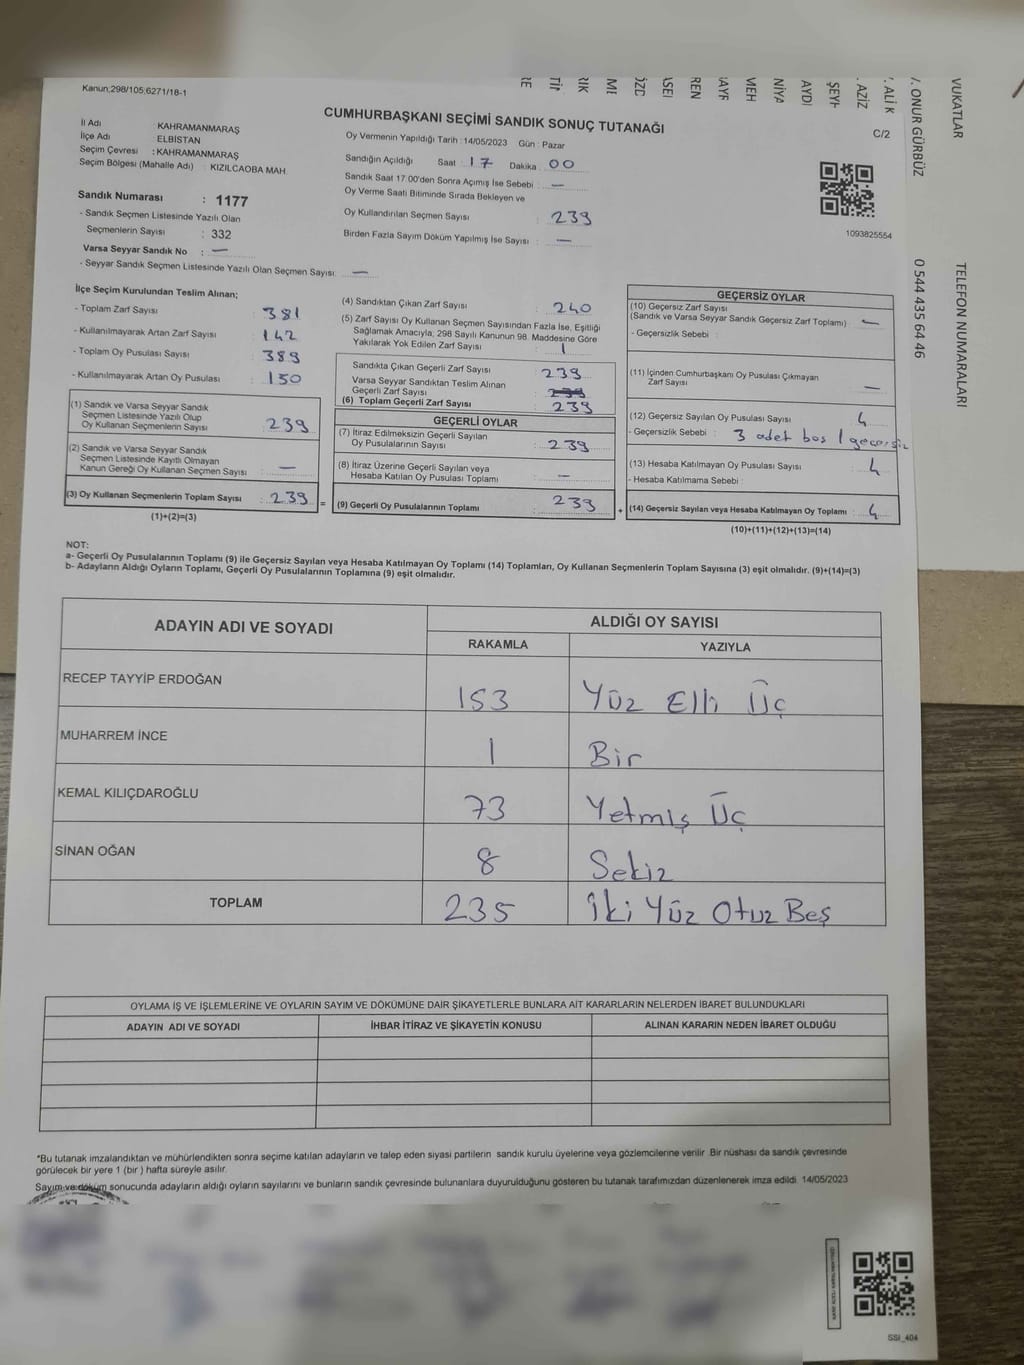 Kanun;298/105;6271/18-1
CUMHURBAŞKANI SEÇİMİ SANDIK SONUÇ TUTANAĞI
C/2
İl Adı KAHRAMANMARAŞ
İlçe Adı ELBİSTAN
Seçim Çevresi : KAHRAMANMARAŞ
Seçim Bölgesi (Mahalle Adı) : KIZILCAOBA MAH.
Sandık Numarası : 1177
- Sandık Seçmen Listesinde Yazılı Olan
Seçmenlerin Sayısı : 332
Varsa Seyyar Sandık No : —
- Seyyar Sandık Seçmen Listesinde Yazılı Olan Seçmen Sayısı: —
Oy Vermenin Yapıldığı Tarih : 14/05/2023 Gün : Pazar
Sandığın Açıldığı Saat 17 Dakika 00
Sandık Saat 17:00'den Sonra Açımış İse Sebebi : —
Oy Verme Saati Bitiminde Sırada Bekleyen ve
Oy Kullandırılan Seçmen Sayısı : 239
Birden Fazla Sayım Döküm Yapılmış İse Sayısı : —
1093825554
İlçe Seçim Kurulundan Teslim Alınan;
- Toplam Zarf Sayısı : 381
- Kullanılmayarak Artan Zarf Sayısı : 142
- Toplam Oy Pusulası Sayısı : 389
- Kullanılmayarak Artan Oy Pusulası : 150
(1) Sandık ve Varsa Seyyar Sandık
Seçmen Listesinde Yazılı Olup
Oy Kullanan Seçmenlerin Sayısı : 239
(2) Sandık ve Varsa Seyyar Sandık
Seçmen Listesinde Kayıtlı Olmayan
Kanun Gereği Oy Kullanan Seçmen Sayısı : —
(3) Oy Kullanan Seçmenlerin Toplam Sayısı : 239 =
(1)+(2)=(3)
(4) Sandıktan Çıkan Zarf Sayısı : 240
(5) Zarf Sayısı Oy Kullanan Seçmen Sayısından Fazla İse, Eşitliği
Sağlamak Amacıyla; 298 Sayılı Kanunun 98. Maddesine Göre
Yakılarak Yok Edilen Zarf Sayısı : 1
Sandıkta Çıkan Geçerli Zarf Sayısı : 239
Varsa Seyyar Sandıktan Teslim Alınan
Geçerli Zarf Sayısı : 239
(6) Toplam Geçerli Zarf Sayısı : 239
GEÇERLİ OYLAR
(7) İtiraz Edilmeksizin Geçerli Sayılan
Oy Pusulalarının Sayısı : 239
(8) İtiraz Üzerine Geçerli Sayılan veya
Hesaba Katılan Oy Pusulası Toplamı : —
(9) Geçerli Oy Pusulalarının Toplamı : 239 +
GEÇERSİZ OYLAR
(10) Geçersiz Zarf Sayısı
(Sandık ve Varsa Seyyar Sandık Geçersiz Zarf Toplamı) : —
- Geçersizlik Sebebi :
(11) İçinden Cumhurbaşkanı Oy Pusulası Çıkmayan
Zarf Sayısı : —
(12) Geçersiz Sayılan Oy Pusulası Sayısı : 4
- Geçersizlik Sebebi : 3 adet boş 1 geçersiz
(13) Hesaba Katılmayan Oy Pusulası Sayısı : 4
- Hesaba Katılmama Sebebi :
(14) Geçersiz Sayılan veya Hesaba Katılmayan Oy Toplamı : 4
(10)+(11)+(12)+(13)=(14)
NOT:
a- Geçerli Oy Pusulalarının Toplamı (9) ile Geçersiz Sayılan veya Hesaba Katılmayan Oy Toplamı (14) Toplamları, Oy Kullanan Seçmenlerin Toplam Sayısına (3) eşit olmalıdır. (9)+(14)=(3)
b- Adayların Aldığı Oyların Toplamı, Geçerli Oy Pusulalarının Toplamına (9) eşit olmalıdır.
ADAYIN ADI VE SOYADI ALDIĞI OY SAYISI
RAKAMLA YAZIYLA
RECEP TAYYİP ERDOĞAN 153 Yüz Elli Üç
MUHARREM İNCE 1 Bir
KEMAL KILIÇDAROĞLU 73 Yetmiş Üç
SİNAN OĞAN 8 Sekiz
TOPLAM 235 İki Yüz Otuz Beş
OYLAMA İŞ VE İŞLEMLERİNE VE OYLARIN SAYIM VE DÖKÜMÜNE DAİR ŞİKAYETLERLE BUNLARA AİT KARARLARIN NELERDEN İBARET BULUNDUKLARI
ADAYIN ADI VE SOYADI İHBAR İTİRAZ VE ŞİKAYETİN KONUSU ALINAN KARARIN NEDEN İBARET OLDUĞU
*Bu tutanak imzalandıktan ve mühürlendikten sonra seçime katılan adayların ve talep eden siyasi partilerin sandık kurulu üyelerine veya gözlemcilerine verilir. Bir nüshası da sandık çevresinde
görülecek bir yere 1 (bir) hafta süreyle asılır.
Sayım ve döküm sonucunda adayların aldığı oyların sayılarını ve bunların sandık çevresinde bulunanlara duyurulduğunu gösteren bu tutanak tarafımızdan düzenlenerek imza edildi. 14/05/2023
SSI_404
VUKATLAR TELEFON NUMARALARI
/. ONUR GÜRBÜZ 0 544 435 64 46
'. ALİ K
. AZİZ
ŞEYH
AYDI
NİYA
MEH